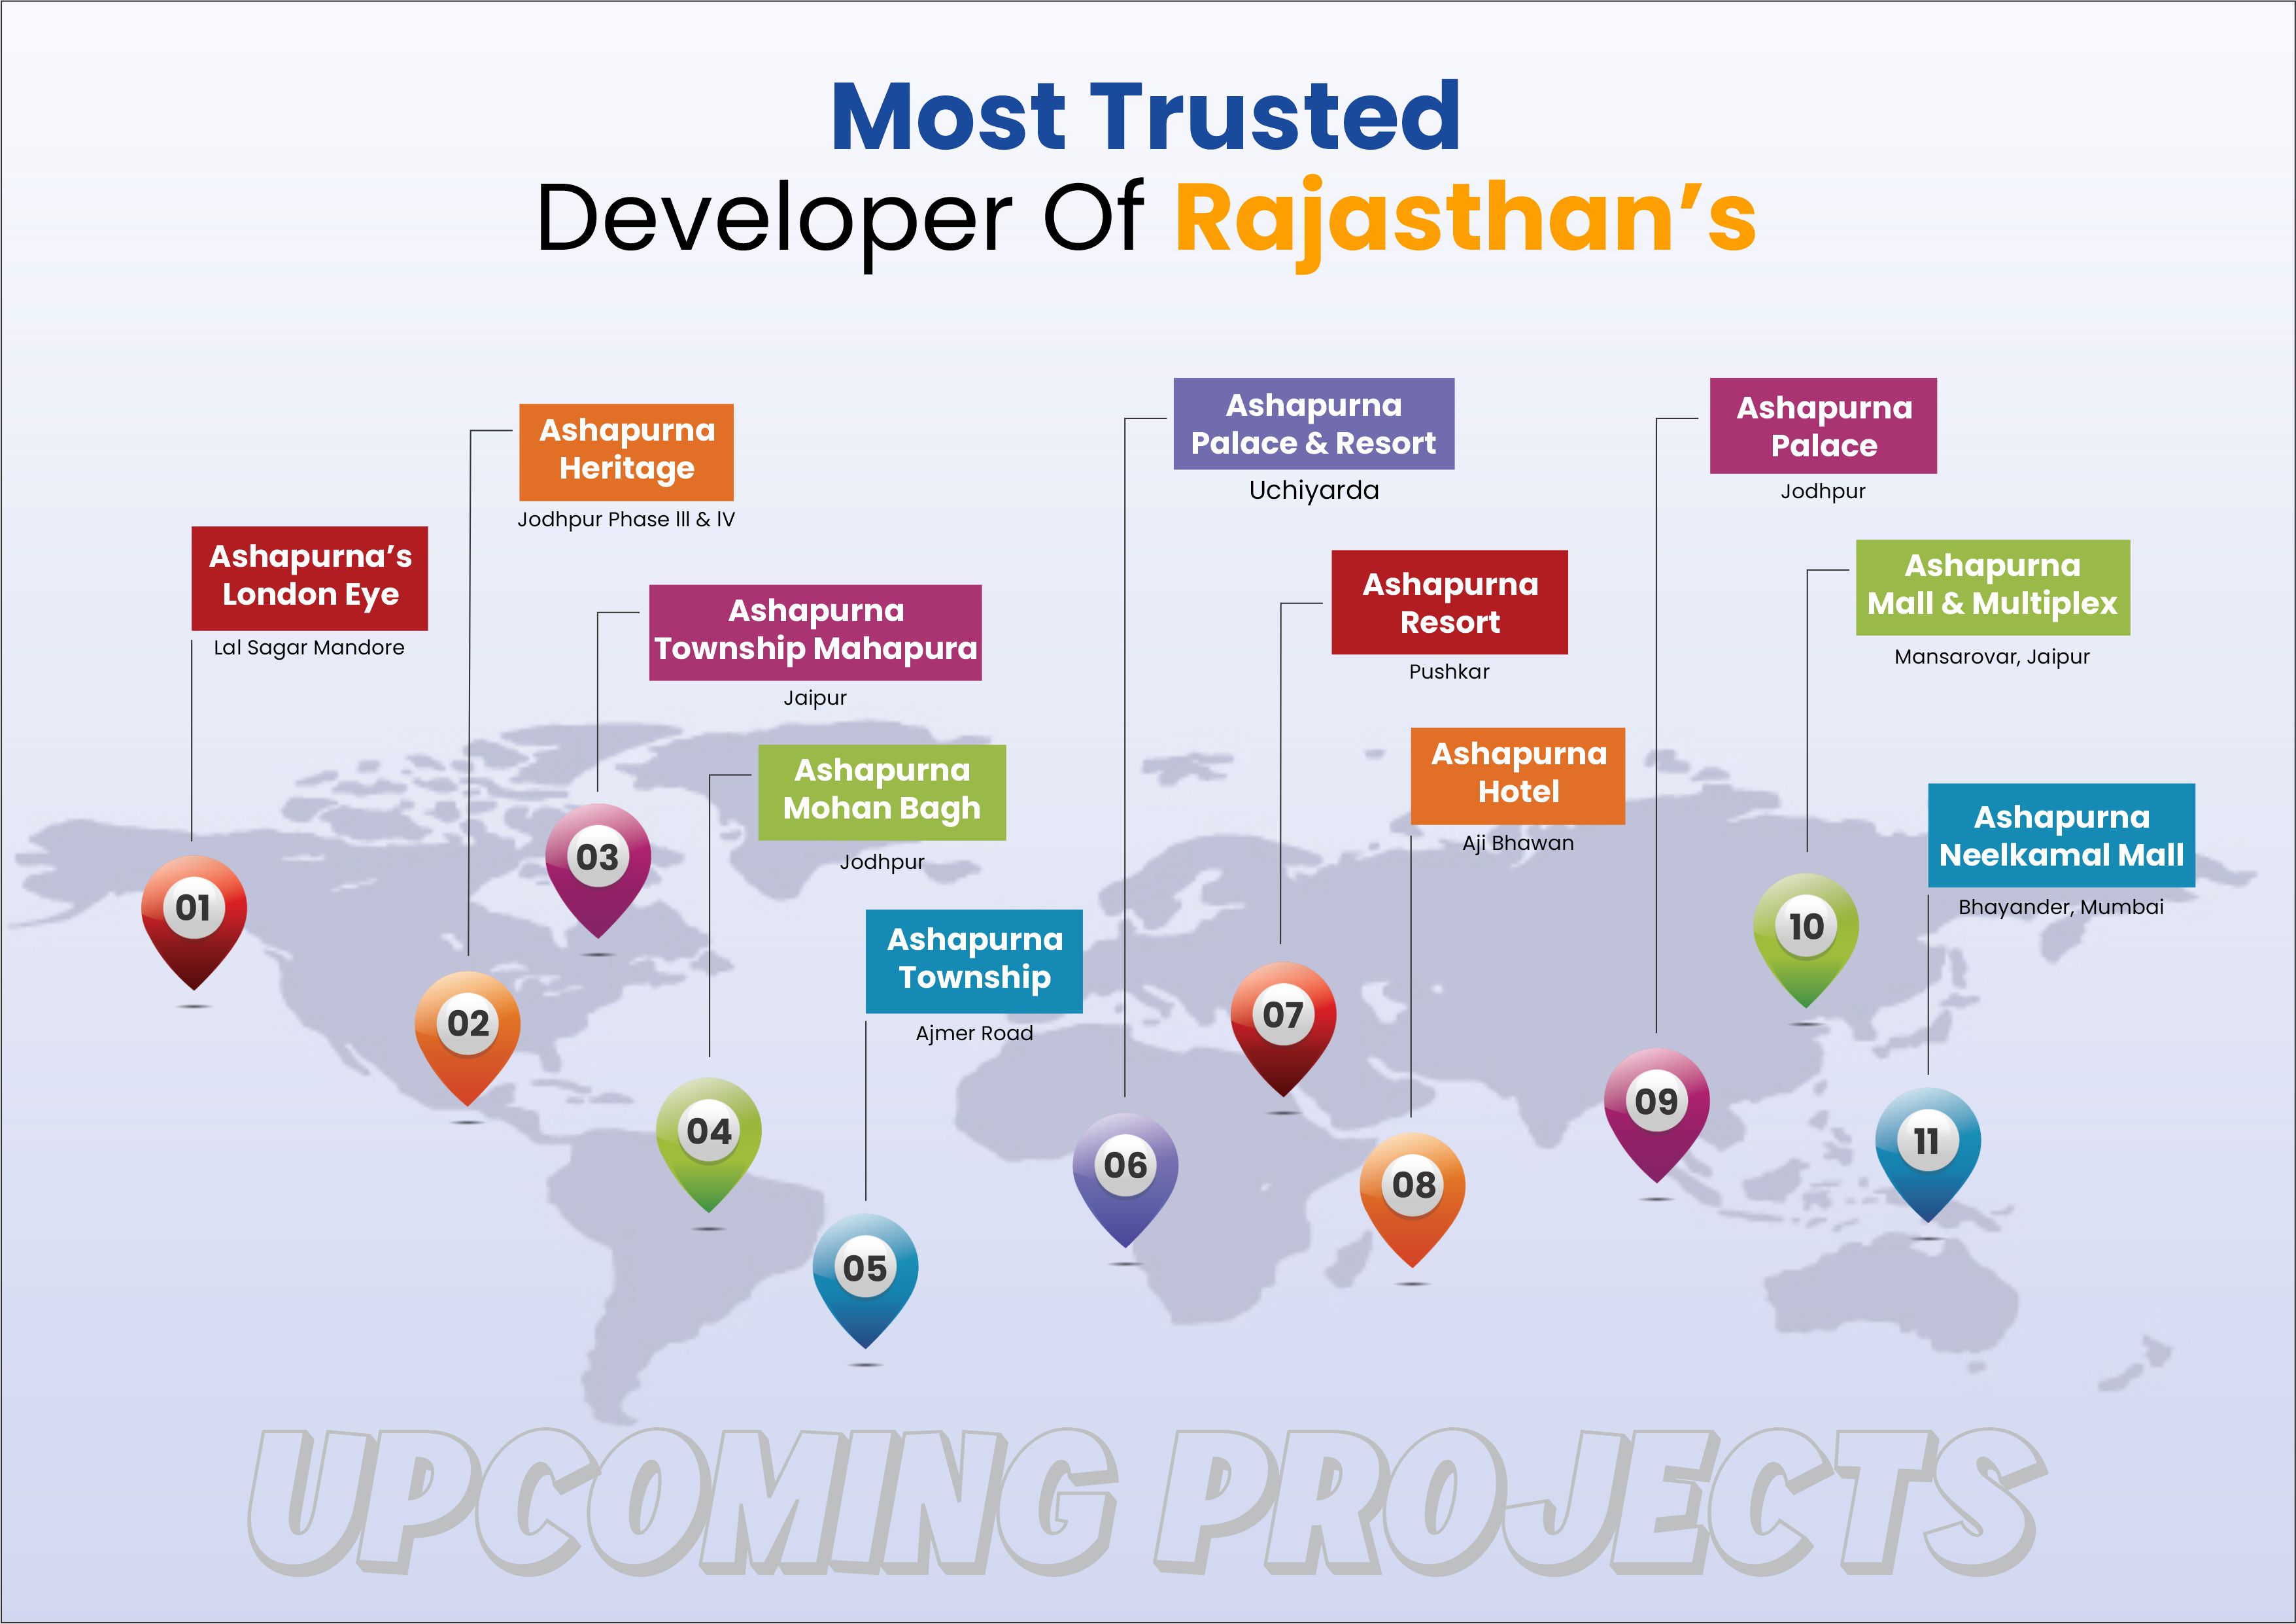 Most Trusted
Developer Of Rajasthan’s
Ashapurna’s
London Eye
Lal Sagar Mandore
01
Ashapurna
Heritage
Jodhpur Phase lll & lV
02
Ashapurna
Township Mahapura
Jaipur
03
Ashapurna
Mohan Bagh
Jodhpur
04
Ashapurna
Township
Ajmer Road
05
Ashapurna
Palace & Resort
Uchiyarda
06
Ashapurna
Resort
Pushkar
07
Ashapurna
Hotel
Aji Bhawan
08
Ashapurna
Palace
Jodhpur
09
Ashapurna
Mall & Multiplex
Mansarovar, Jaipur
10
Ashapurna
Neelkamal Mall
Bhayander, Mumbai
11
UPCOMING PROJECTS